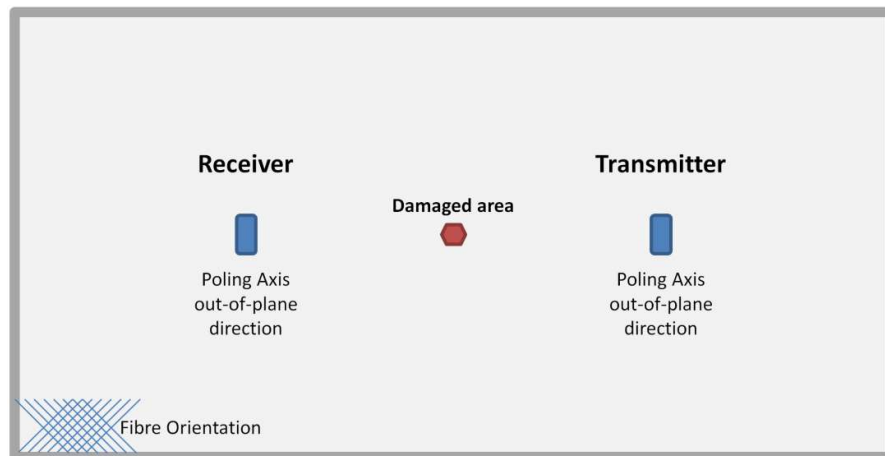 Receiver
Transmitter
Damaged area
Poling Axis
out-of-plane
direction
Poling Axis
out-of-plane
direction
Fibre Orientation